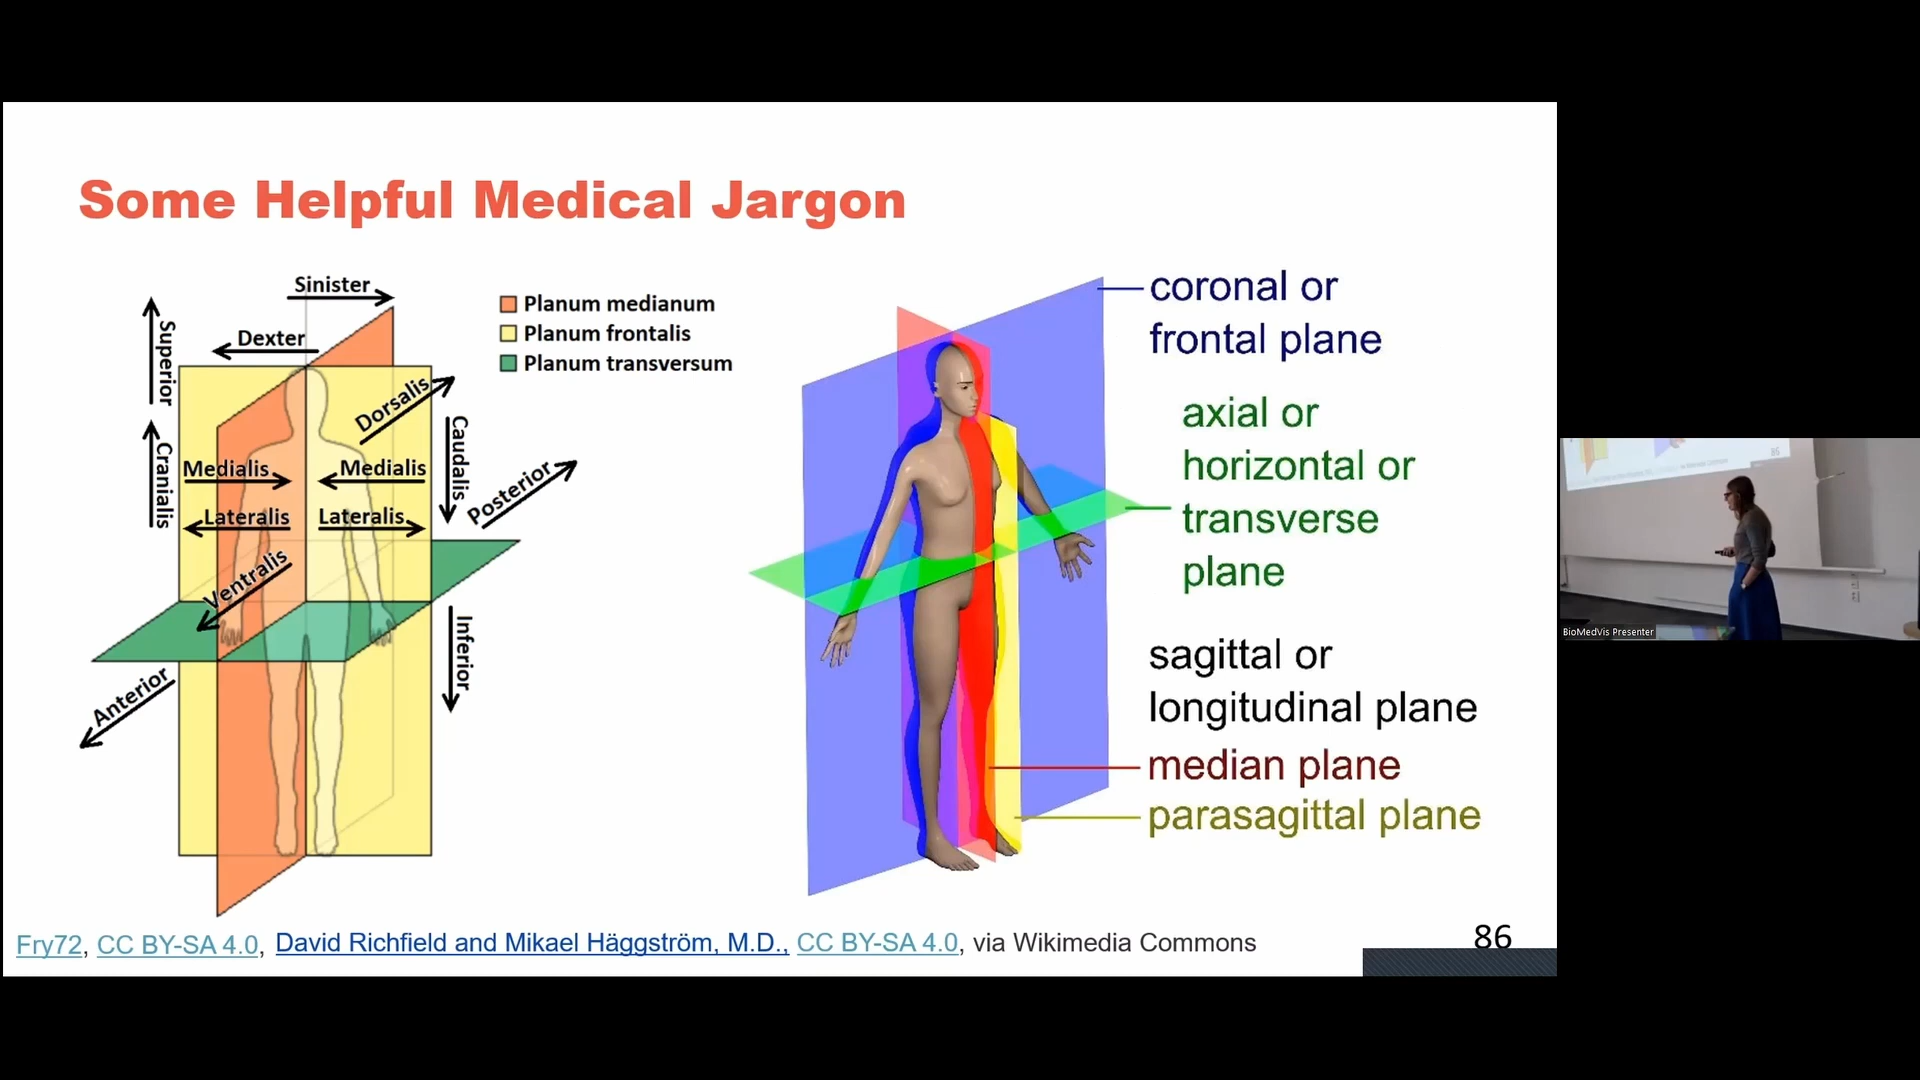 Some Helpful Medical Jargon
Sinister
Dexter
Superior
Cranialis
Dorsalis
Caudalis
Posterior
Medialis
Medialis
Lateralis
Lateralis
Ventralis
Inferior
Anterior
Planum medianum
Planum frontalis
Planum transversum
coronal or
frontal plane
axial or
horizontal or
transverse
plane
sagittal or
longitudinal plane
median plane
parasagittal plane
Fry72, CC BY-SA 4.0, David Richfield and Mikael Häggström, M.D., CC BY-SA 4.0, via Wikimedia Commons
86
BioMedVis Presenter